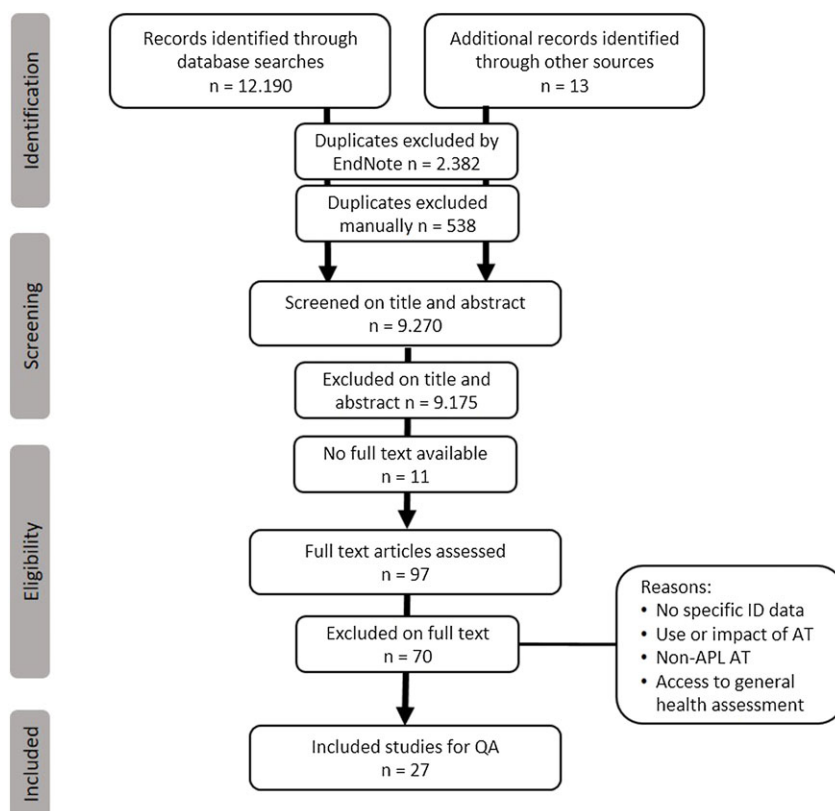 Identification
Records identified through
database searches
n = 12.190
Additional records identified
through other sources
n = 13
Duplicates excluded by
EndNote n = 2.382
Duplicates excluded
manually n = 538
Screening
Screened on title and abstract
n = 9.270
Excluded on title and
abstract n = 9.175
Eligibility
No full text available
n = 11
Full text articles assessed
n = 97
Excluded on full text
n = 70
Reasons:
• No specific ID data
• Use or impact of AT
• Non-APL AT
• Access to general
health assessment
Included
Included studies for QA
n = 27